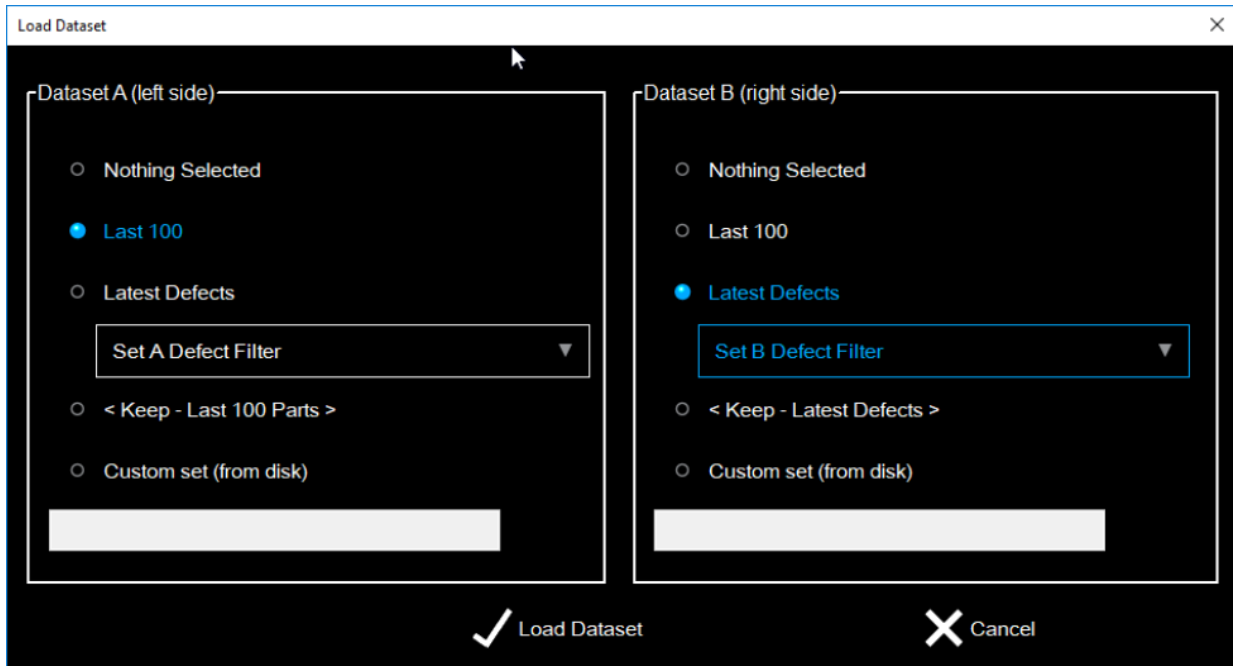 Load Dataset
Dataset A (left side)
Nothing Selected
Last 100
Latest Defects
Set A Defect Filter
< Keep - Last 100 Parts >
Custom set (from disk)
Dataset B (right side)
Nothing Selected
Last 100
Latest Defects
Set B Defect Filter
< Keep - Latest Defects >
Custom set (from disk)
Load Dataset
Cancel